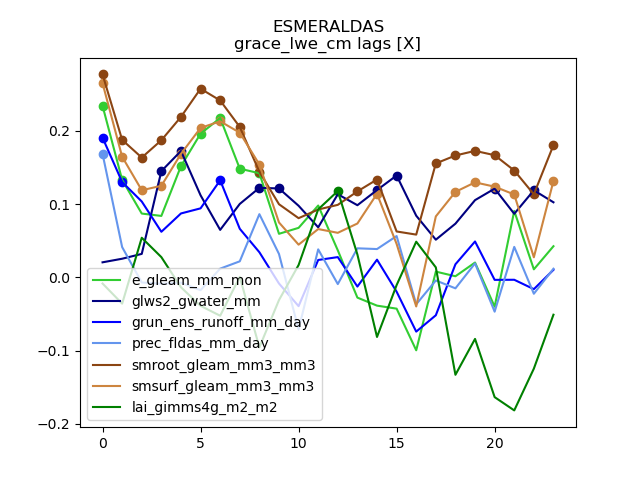 ESMERALDAS
grace_lwe_cm lags [X]
0.2
0.1
0.0
−0.1
−0.2
e_gleam_mm_mon
glws2_gwater_mm
grun_ens_runoff_mm_day
prec_fldas_mm_day
smroot_gleam_mm3_mm3
smsurf_gleam_mm3_mm3
lai_gimms4g_m2_m2
0 5 10 15 20